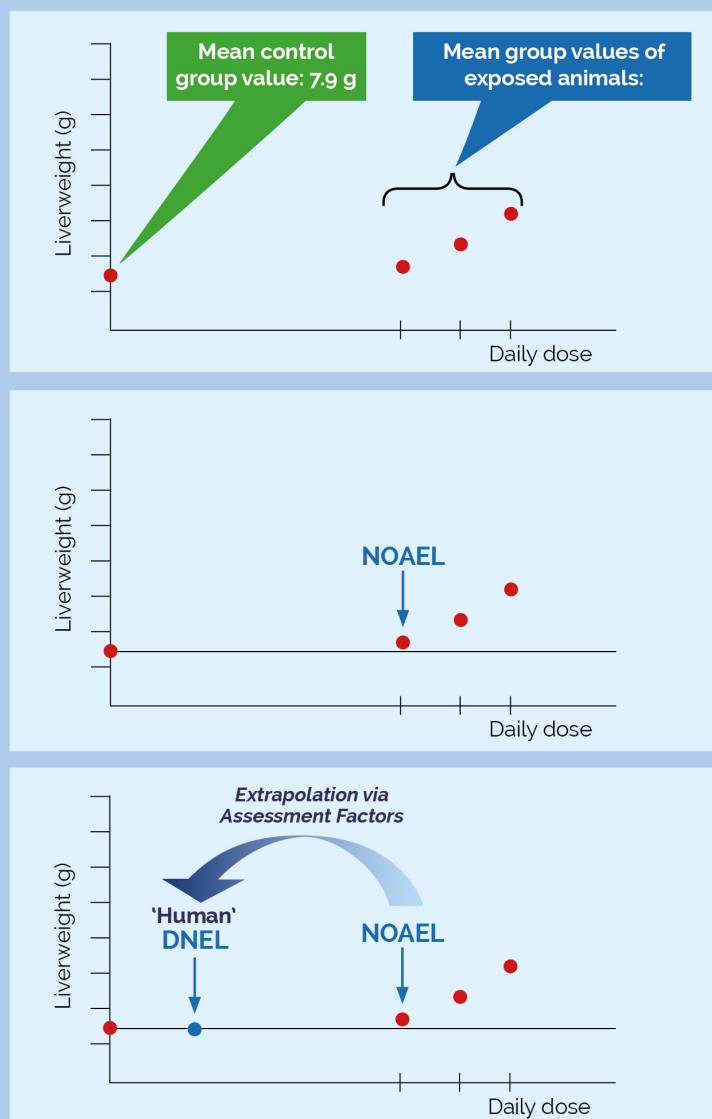 Mean control
group value: 7.9 g
Mean group values of
exposed animals:
Liverweight (g)
Daily dose
NOAEL
Liverweight (g)
Daily dose
Extrapolation via
Assessment Factors
'Human'
DNEL
NOAEL
Liverweight (g)
Daily dose